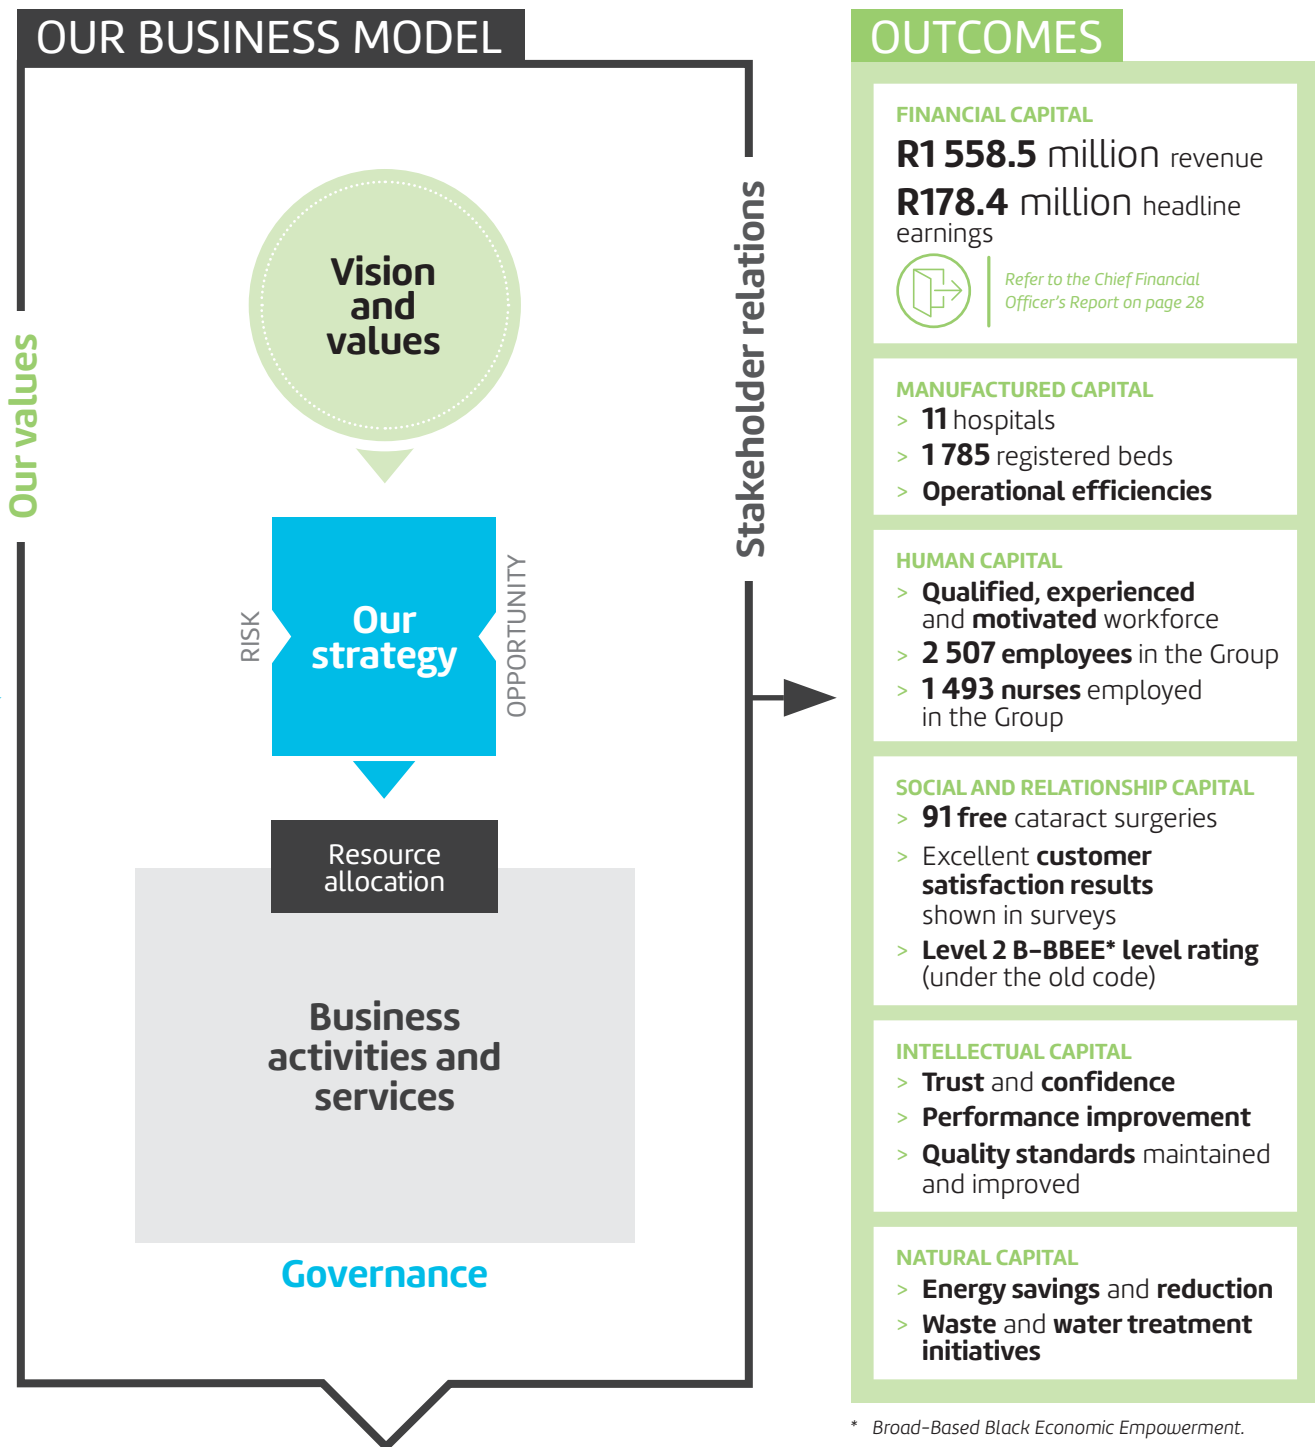 OUR BUSINESS MODEL
Our values
Vision
and
values
RISK
Our
strategy
OPPORTUNITY
Resource
allocation
Business
activities and
services
Governance
Stakeholder relations
OUTCOMES
FINANCIAL CAPITAL
R1 558.5 million revenue
R178.4 million headline
earnings
Refer to the Chief Financial
Officer's Report on page 28
MANUFACTURED CAPITAL
> 11 hospitals
> 1 785 registered beds
> Operational efficiencies
HUMAN CAPITAL
> Qualified, experienced
and motivated workforce
> 2 507 employees in the Group
> 1 493 nurses employed
in the Group
SOCIAL AND RELATIONSHIP CAPITAL
> 91 free cataract surgeries
> Excellent customer
satisfaction results
shown in surveys
> Level 2 B-BBEE* level rating
(under the old code)
INTELLECTUAL CAPITAL
> Trust and confidence
> Performance improvement
> Quality standards maintained
and improved
NATURAL CAPITAL
> Energy savings and reduction
> Waste and water treatment
initiatives
* Broad-Based Black Economic Empowerment.